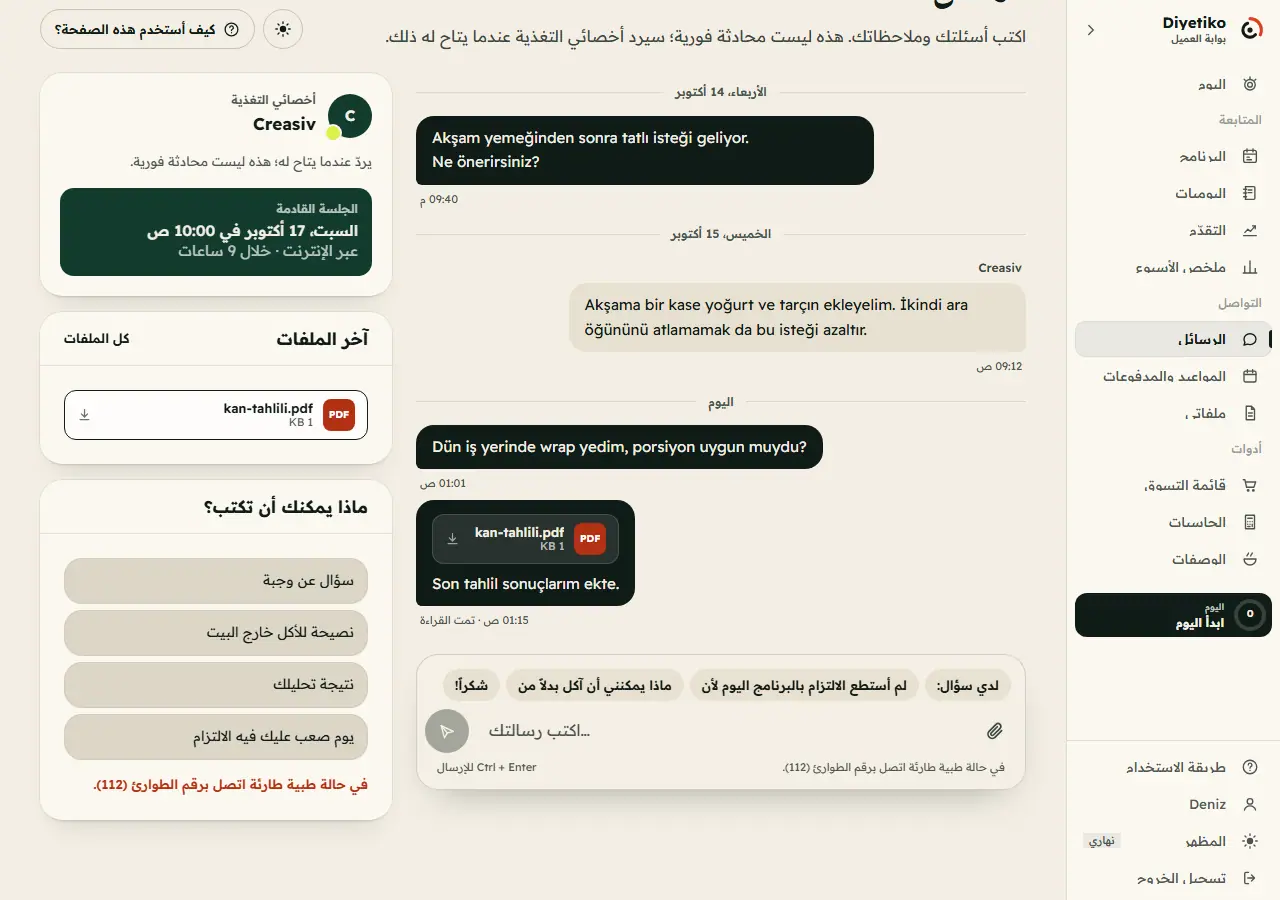 Diyetiko
بوابة العميل
اليوم
المتابعة
البرنامج
اليوميات
التقدّم
ملخص الأسبوع
التواصل
الرسائل
المواعيد والمدفوعات
ملفاتي
أدوات
قائمة التسوق
الحاسبات
الوصفات
0
اليوم
ابدأ اليوم
طريقة الاستخدام
Deniz
المظهر
نهاري
تسجيل الخروج
اكتب أسئلتك وملاحظاتك. هذه ليست محادثة فورية؛ سيرد أخصائي التغذية عندما يتاح له ذلك.
كيف أستخدم هذه الصفحة؟
الأربعاء، 14 أكتوبر
Akşam yemeğinden sonra tatlı isteği geliyor.
Ne önerirsiniz?
09:40 م
الخميس، 15 أكتوبر
Creasiv
Akşama bir kase yoğurt ve tarçın ekleyelim. İkindi ara
öğününü atlamamak da bu isteği azaltır.
09:12 ص
اليوم
Dün iş yerinde wrap yedim, porsiyon uygun muydu?
01:01 ص
PDF
kan-tahlili.pdf
1 KB
Son tahlil sonuçlarım ekte.
01:15 ص · تمت القراءة
لدي سؤال:
لم أستطع الالتزام بالبرنامج اليوم لأن
ماذا يمكنني أن آكل بدلاً من
شكراً!
اكتب رسالتك...
في حالة طبية طارئة اتصل برقم الطوارئ (112).
Ctrl + Enter للإرسال
C
أخصائي التغذية
Creasiv
يردّ عندما يتاح له؛ هذه ليست محادثة فورية.
الجلسة القادمة
السبت، 17 أكتوبر في 10:00 ص
عبر الإنترنت · خلال 9 ساعات
آخر الملفات
كل الملفات
PDF
kan-tahlili.pdf
1 KB
ماذا يمكنك أن تكتب؟
سؤال عن وجبة
نصيحة للأكل خارج البيت
نتيجة تحليلك
يوم صعب عليك فيه الالتزام
في حالة طبية طارئة اتصل برقم الطوارئ (112).